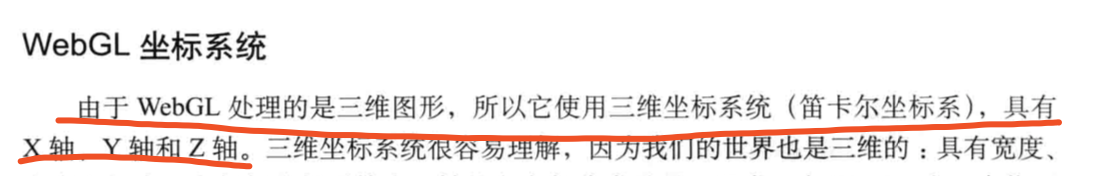 WebGL 坐标系统
由于 WebGL 处理的是三维图形，所以它使用三维坐标系统（笛卡尔坐标系），具有
X 轴、Y 轴和 Z 轴。三维坐标系统很容易理解，因为我们的世界也是三维的：具有宽度、